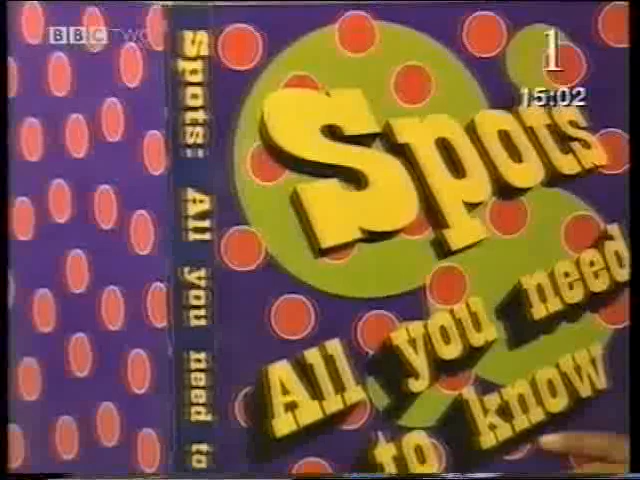 BBC TWO
1
15:02
Spots: All you need to
Spots
All you need
to know